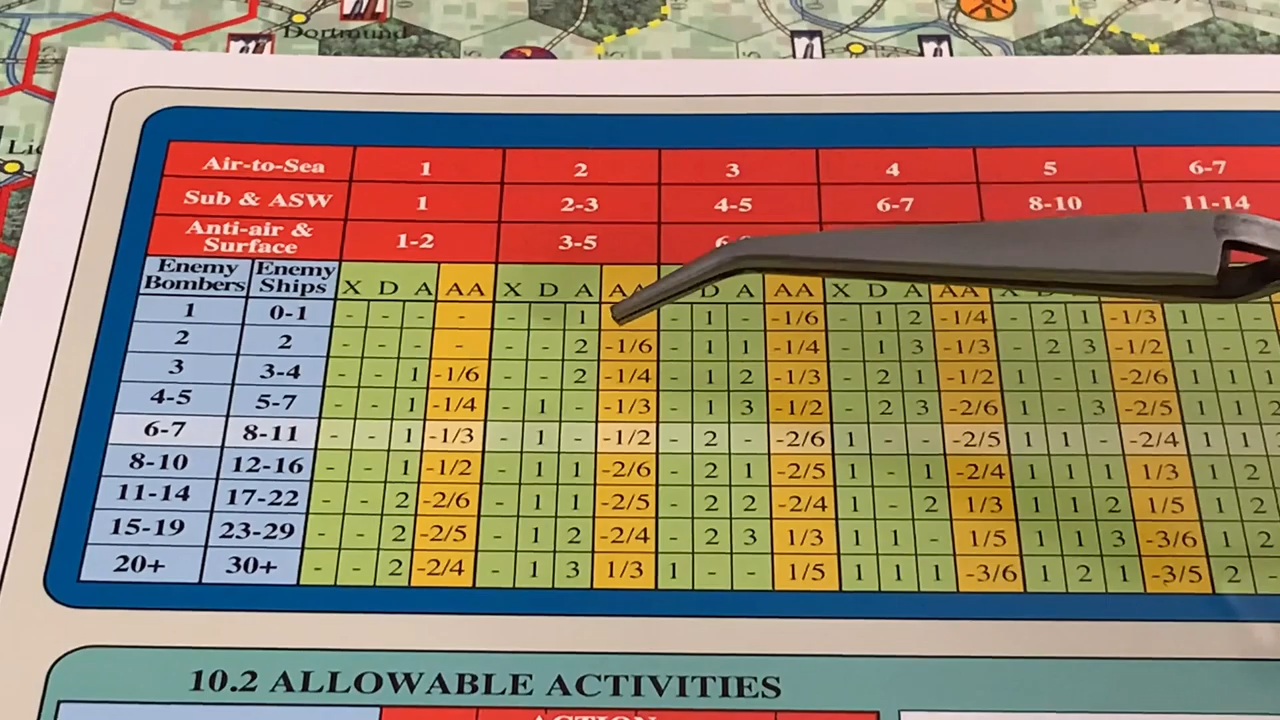 Dortmund
Air-to-Sea 1 2 3 4 5 6-7
Sub & ASW 1 2-3 4-5 6-7 8-10 11-14
Anti-air & Surface 1-2 3-5
Enemy Bombers Enemy Ships X D A AA X D A AA D A AA X D A AA
1 0-1 - - - - - - 1 - 1 - -1/6 - 1 2 -1/4 - 2 1 -1/3 1 - -
2 2 - - - - - - 2 -1/6 - 1 1 -1/4 - 1 3 -1/3 - 2 3 -1/2 1 - 2
3 3-4 - - 1 -1/6 - - 2 -1/4 - 1 2 -1/3 - 2 1 -1/2 1 - 1 -2/6 1 1 1
4-5 5-7 - - 1 -1/4 - 1 - -1/3 - 1 3 -1/2 - 2 3 -2/6 1 - 3 -2/5 1 1 2
6-7 8-11 - - 1 -1/3 - 1 - -1/2 - 2 - -2/6 1 - - -2/5 1 1 - -2/4 1 1
8-10 12-16 - - 1 -1/2 - 1 1 -2/6 - 2 1 -2/5 1 - 1 -2/4 1 1 1 1/3 1 2
11-14 17-22 - - 2 -2/6 - 1 1 -2/5 - 2 2 -2/4 1 - 2 1/3 1 1 2 1/5 1 2
15-19 23-29 - - 2 -2/5 - 1 2 -2/4 - 2 3 1/3 1 1 - 1/5 1 1 3 -3/6 1 2
20+ 30+ - - 2 -2/4 - 1 3 1/3 1 - - 1/5 1 1 1 -3/6 1 2 1 -3/5 2 -
10.2 ALLOWABLE ACTIVITIES
ACTION